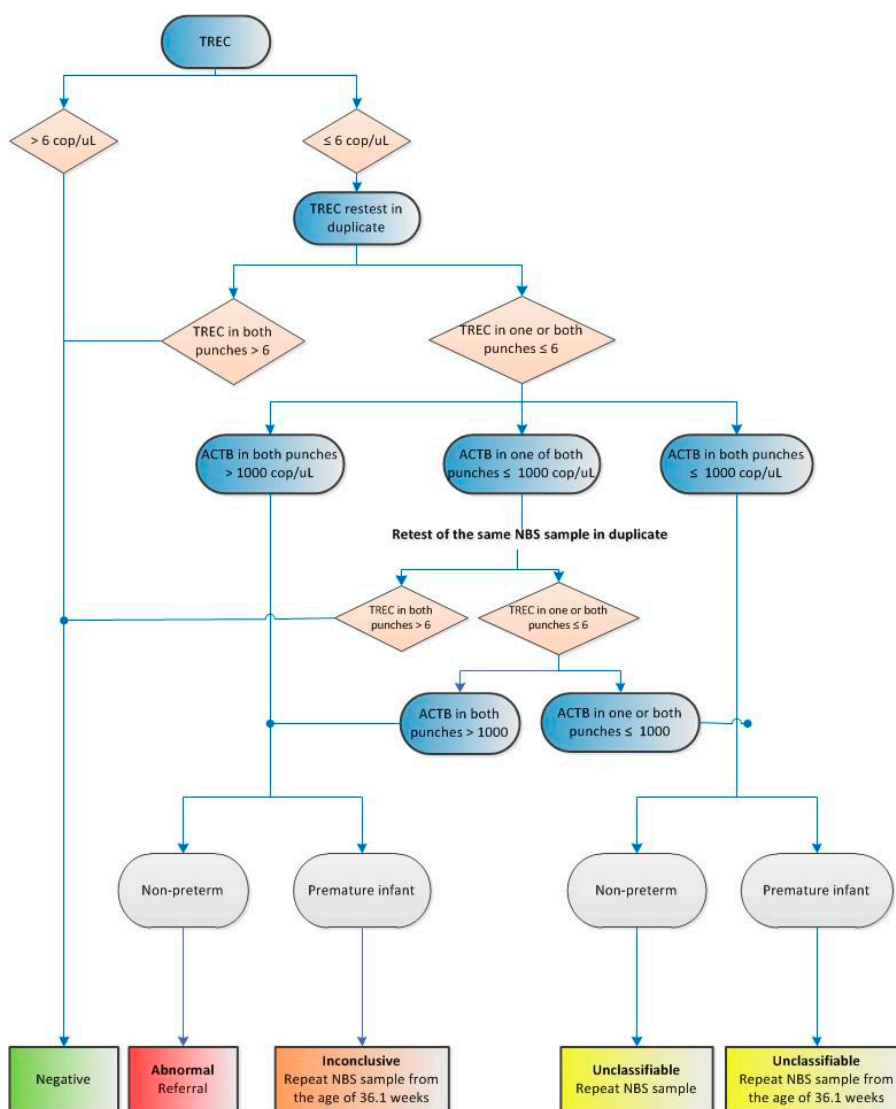 TREC
> 6 cop/uL
≤ 6 cop/uL
TREC restest in
duplicate
TREC in both
punches > 6
TREC in one or both
punches ≤ 6
ACTB in both punches
> 1000 cop/uL
ACTB in one of both
punches ≤ 1000 cop/uL
ACTB in both punches
≤ 1000 cop/uL
Retest of the same NBS sample in duplicate
TREC in both
punches > 6
TREC in one or both
punches ≤ 6
ACTB in both
punches > 1000
ACTB in one or both
punches ≤ 1000
Non-preterm
Premature infant
Non-preterm
Premature infant
Negative
Abnormal
Referral
Inconclusive
Repeat NBS sample from
the age of 36.1 weeks
Unclassifiable
Repeat NBS sample
Unclassifiable
Repeat NBS sample from
the age of 36.1 weeks